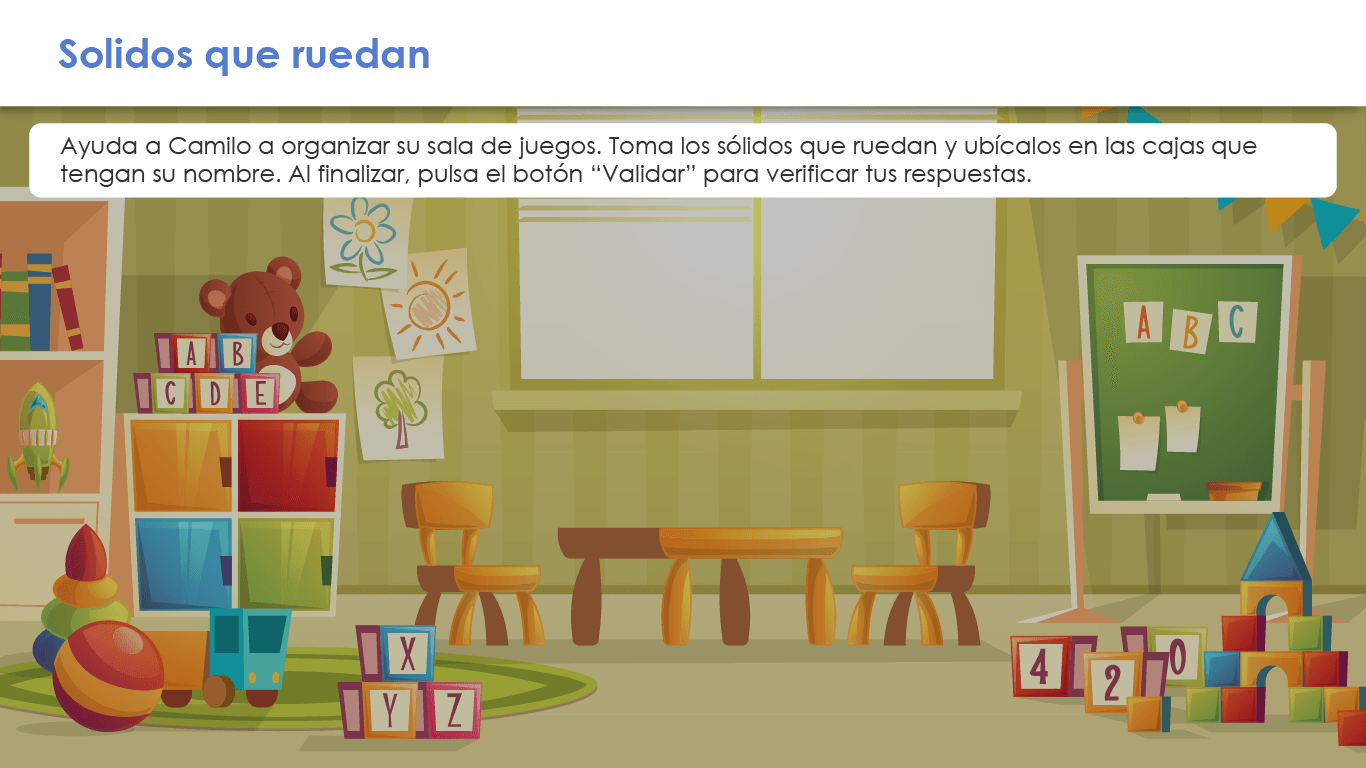 Solidos que ruedan
Ayuda a Camilo a organizar su sala de juegos. Toma los sólidos que ruedan y ubícalos en las cajas que
tengan su nombre. Al finalizar, pulsa el botón “Validar” para verificar tus respuestas.
A B C
A B
C D E
X
Y Z
4 2 0